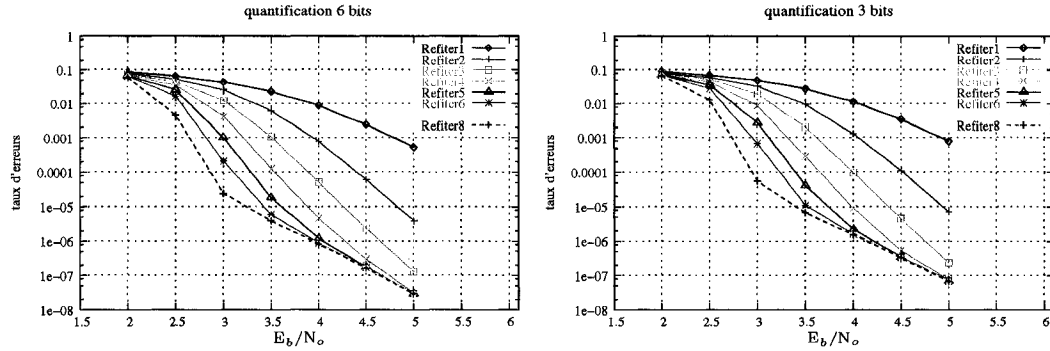 quantification 6 bits
1
0.1
0.01
0.001
0.0001
1e-05
1e-06
1e-07
1e-08
taux d'erreurs
Refiter1
Refiter2
Refiter3
Refiter4
Refiter5
Refiter6
Refiter8
1.5 2 2.5 3 3.5 4 4.5 5 5.5 6
E_b/N_o
quantification 3 bits
1
0.1
0.01
0.001
0.0001
1e-05
1e-06
1e-07
1e-08
taux d'erreurs
Refiter1
Refiter2
Refiter5
Refiter6
Refiter8
1.5 2 2.5 3 3.5 4 4.5 5 5.5 6
E_b/N_o